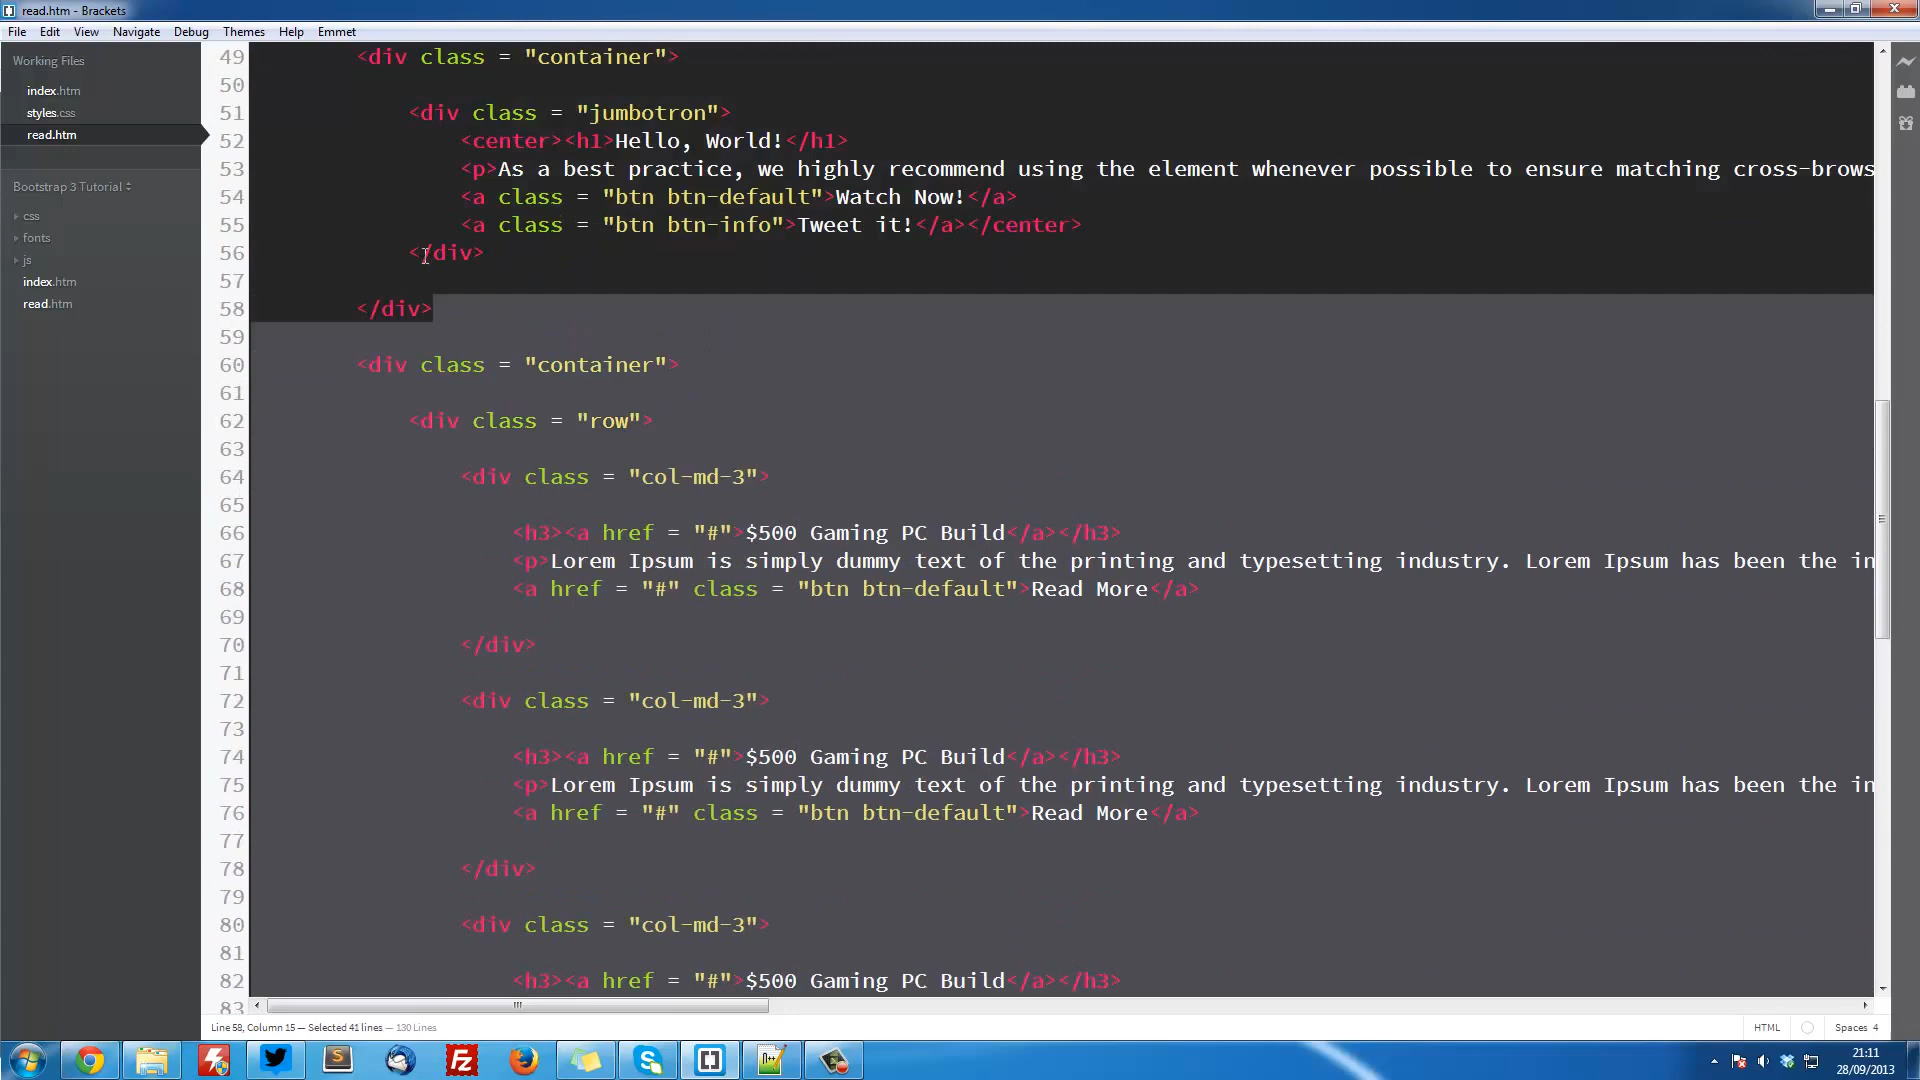 read.htm - Brackets
File Edit View Navigate Debug Themes Help Emmet
Working Files
index.htm
styles.css
read.htm
Bootstrap 3 Tutorial
css
fonts
js
index.htm
read.htm
49 <div class = "container">
50
51 <div class = "jumbotron">
52 <center><h1>Hello, World!</h1>
53 <p>As a best practice, we highly recommend using the element whenever possible to ensure matching cross-brows
54 <a class = "btn btn-default">Watch Now!</a>
55 <a class = "btn btn-info">Tweet it!</a></center>
56 </div>
57
58 </div>
59
60 <div class = "container">
61
62 <div class = "row">
63
64 <div class = "col-md-3">
65
66 <h3><a href = "#">$500 Gaming PC Build</a></h3>
67 <p>Lorem Ipsum is simply dummy text of the printing and typesetting industry. Lorem Ipsum has been the in
68 <a href = "#" class = "btn btn-default">Read More</a>
69
70 </div>
71
72 <div class = "col-md-3">
73
74 <h3><a href = "#">$500 Gaming PC Build</a></h3>
75 <p>Lorem Ipsum is simply dummy text of the printing and typesetting industry. Lorem Ipsum has been the in
76 <a href = "#" class = "btn btn-default">Read More</a>
77
78 </div>
79
80 <div class = "col-md-3">
81
82 <h3><a href = "#">$500 Gaming PC Build</a></h3>
83
Line 58, Column 15 — Selected 41 lines — 130 Lines
HTML
Spaces 4
21:11
28/09/2013